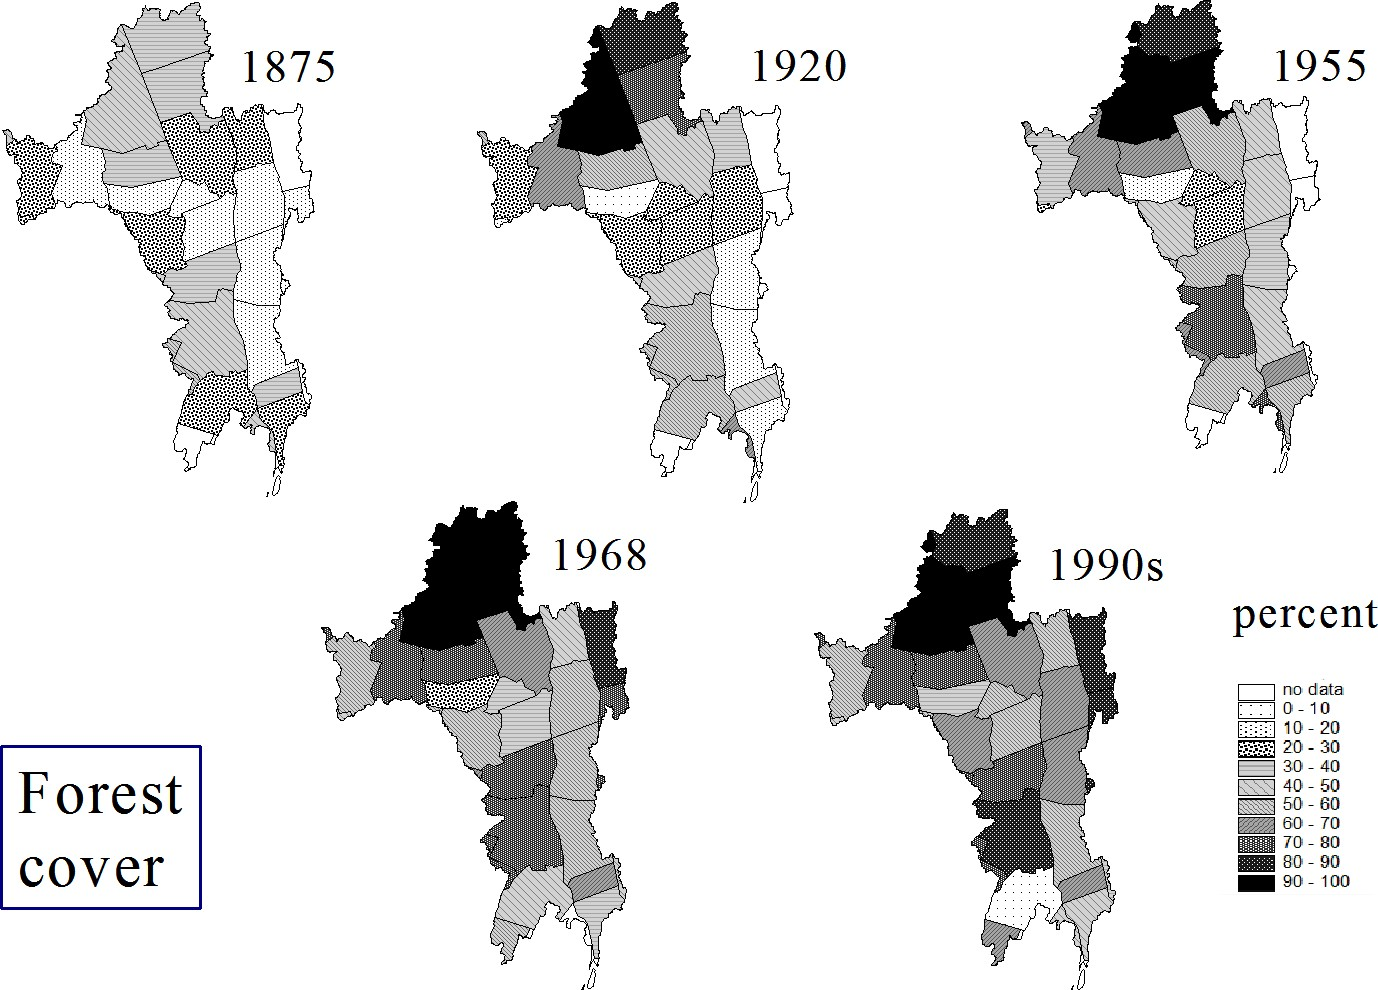 1875
1920
1955
1968
1990s
percent
no data
0 - 10
10 - 20
20 - 30
30 - 40
40 - 50
50 - 60
60 - 70
70 - 80
80 - 90
90 - 100
Forest
cover